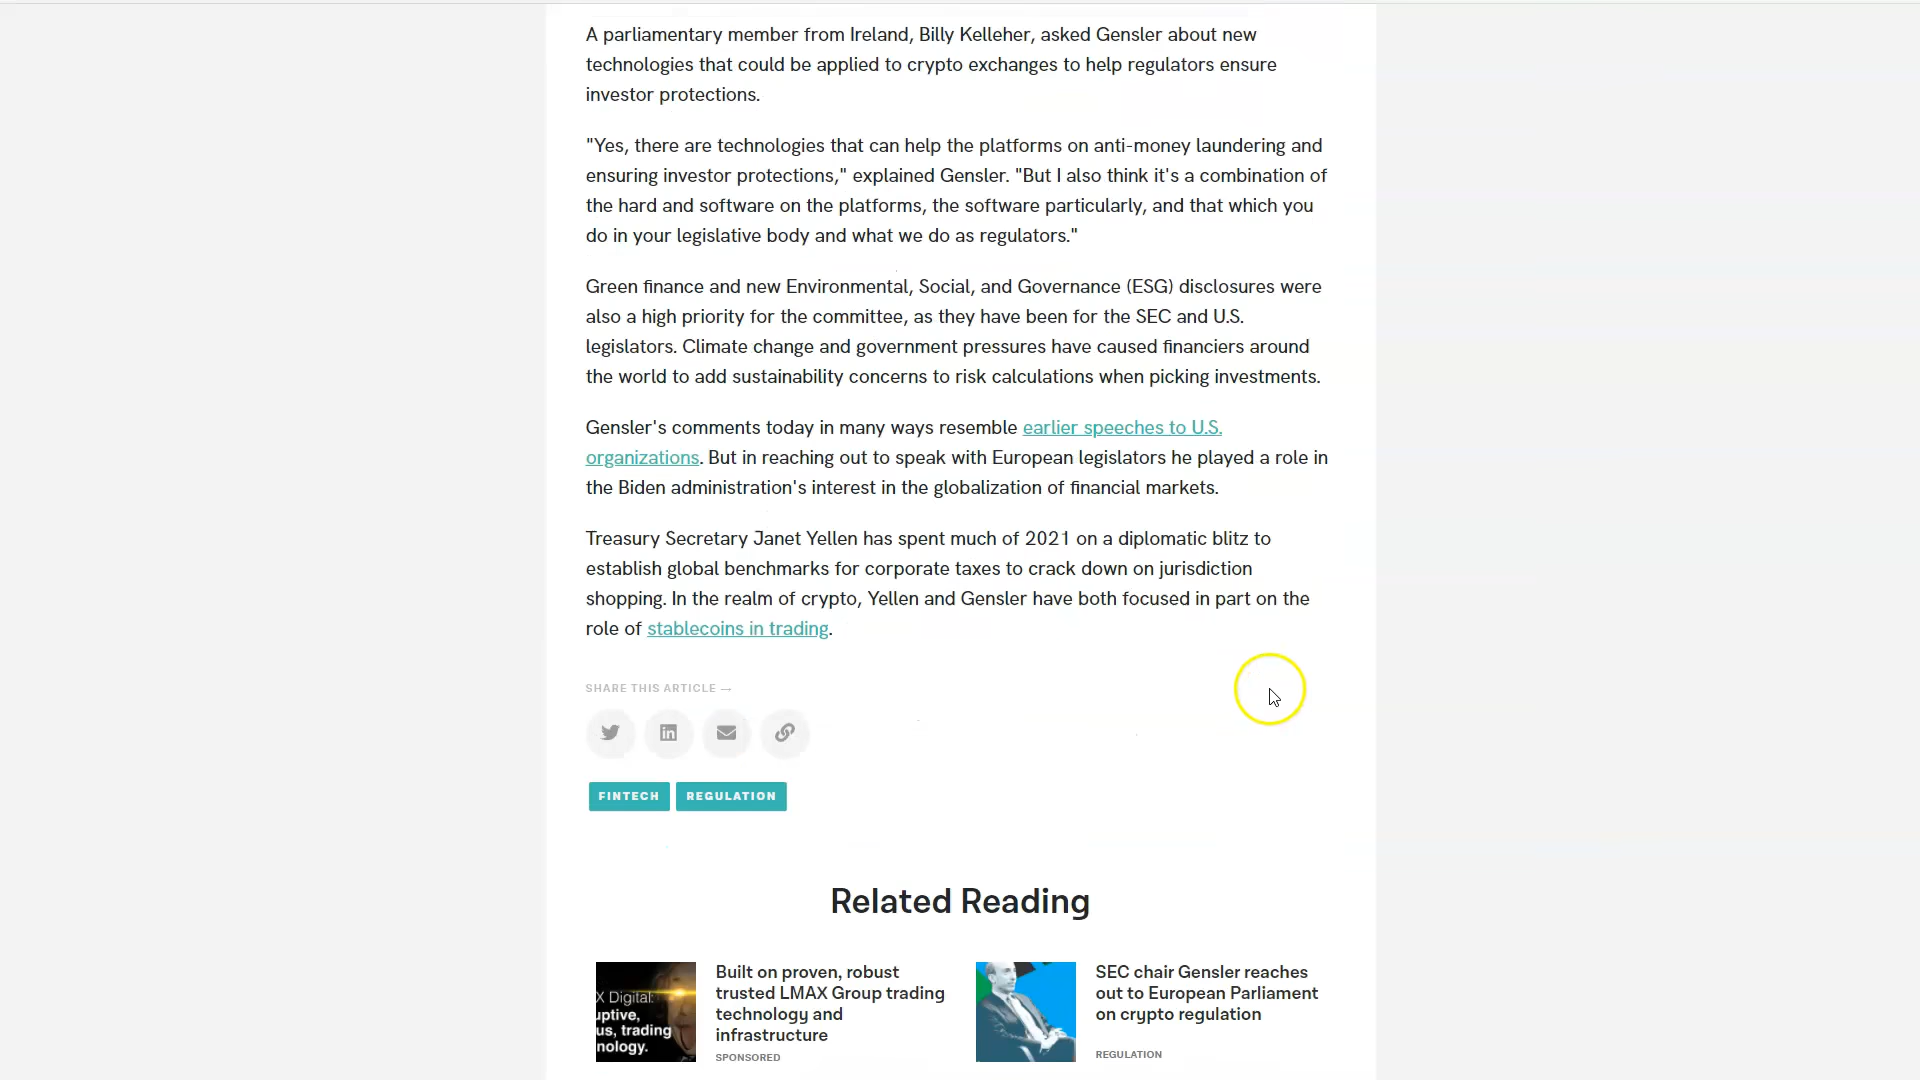 A parliamentary member from Ireland, Billy Kelleher, asked Gensler about new
technologies that could be applied to crypto exchanges to help regulators ensure
investor protections.
"Yes, there are technologies that can help the platforms on anti-money laundering and
ensuring investor protections," explained Gensler. "But I also think it's a combination of
the hard and software on the platforms, the software particularly, and that which you
do in your legislative body and what we do as regulators."
Green finance and new Environmental, Social, and Governance (ESG) disclosures were
also a high priority for the committee, as they have been for the SEC and U.S.
legislators. Climate change and government pressures have caused financiers around
the world to add sustainability concerns to risk calculations when picking investments.
Gensler's comments today in many ways resemble earlier speeches to U.S.
organizations. But in reaching out to speak with European legislators he played a role in
the Biden administration's interest in the globalization of financial markets.
Treasury Secretary Janet Yellen has spent much of 2021 on a diplomatic blitz to
establish global benchmarks for corporate taxes to crack down on jurisdiction
shopping. In the realm of crypto, Yellen and Gensler have both focused in part on the
role of stablecoins in trading.
SHARE THIS ARTICLE →
FINTECH REGULATION
Related Reading
X Digital:
uptive,
us, trading
nology.
Built on proven, robust
trusted LMAX Group trading
technology and
infrastructure
SPONSORED
SEC chair Gensler reaches
out to European Parliament
on crypto regulation
REGULATION